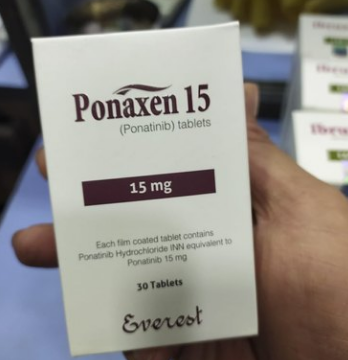 Ponaxen 15
(Ponatinib) tablets
15 mg
Each film coated tablet contains
Ponatinib Hydrochloride INN equivalent to
Ponatinib 15 mg
30 Tablets
Everest